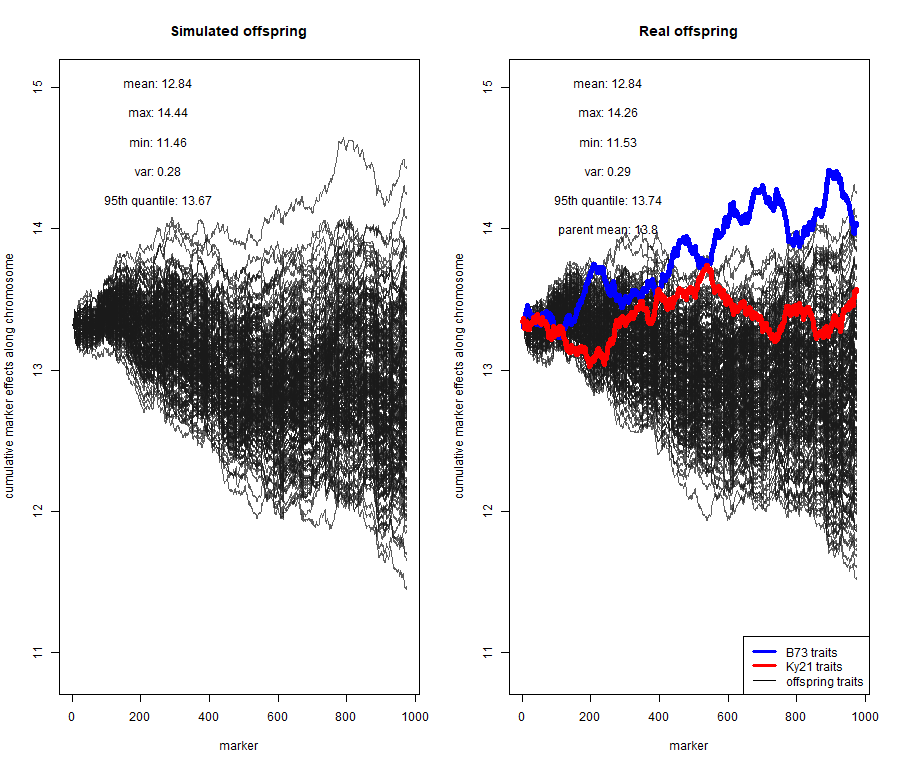 Simulated offspring
mean: 12.84
max: 14.44
min: 11.46
var: 0.28
95th quantile: 13.67
cumulative marker effects along chromosome
15
14
13
12
11
0 200 400 600 800 1000
marker
Real offspring
mean: 12.84
max: 14.26
min: 11.53
var: 0.29
95th quantile: 13.74
parent mean: 13.8
cumulative marker effects along chromosome
15
14
13
12
11
B73 traits
Ky21 traits
offspring traits
0 200 400 600 800 1000
marker